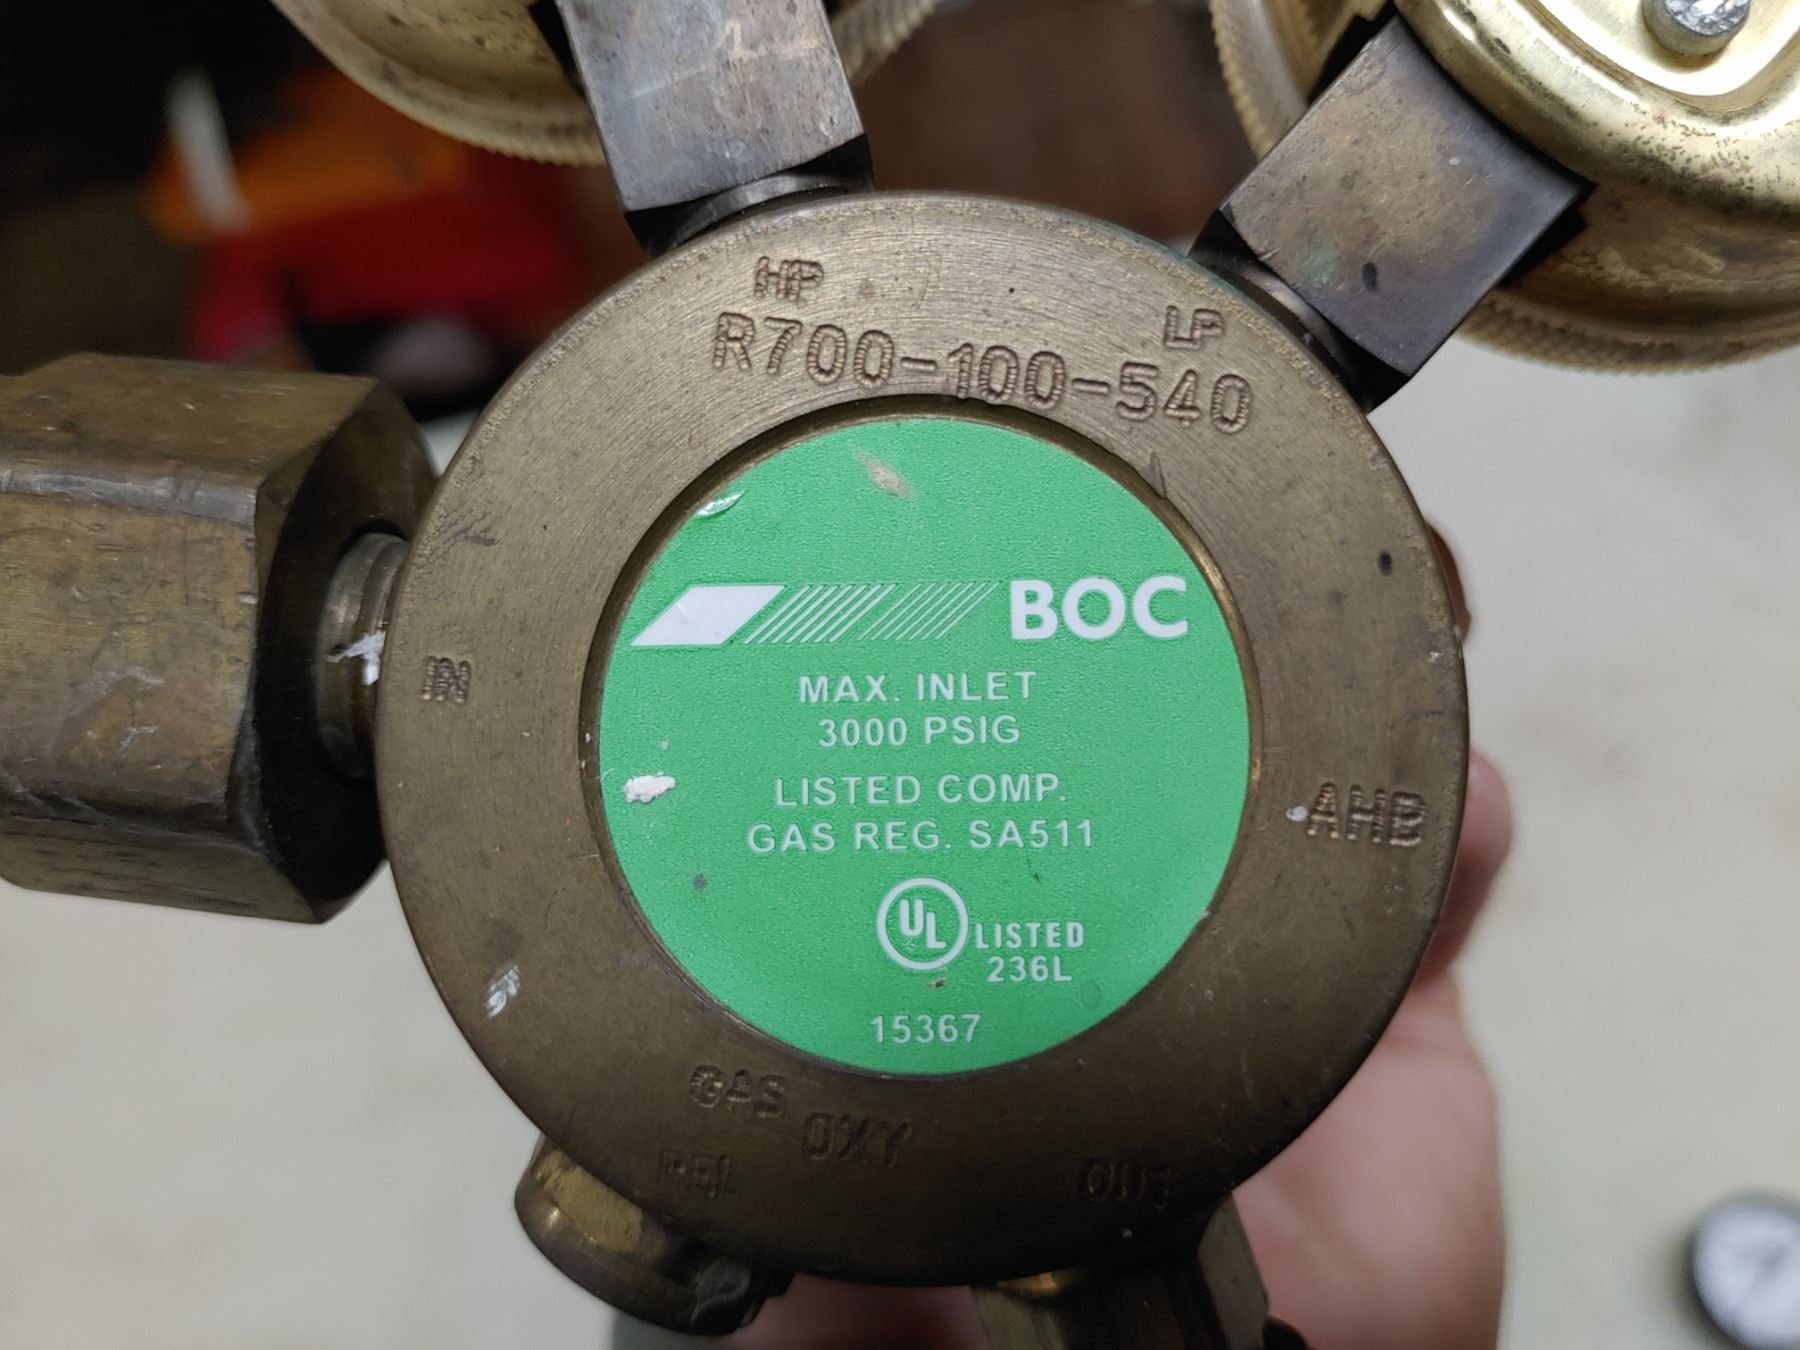 HP
LP
R700-100-540
BOC
MAX. INLET
3000 PSIG
IN
LISTED COMP.
GAS REG. SA511
AHB
UL LISTED
236L
15367
GAS OXY
OUT